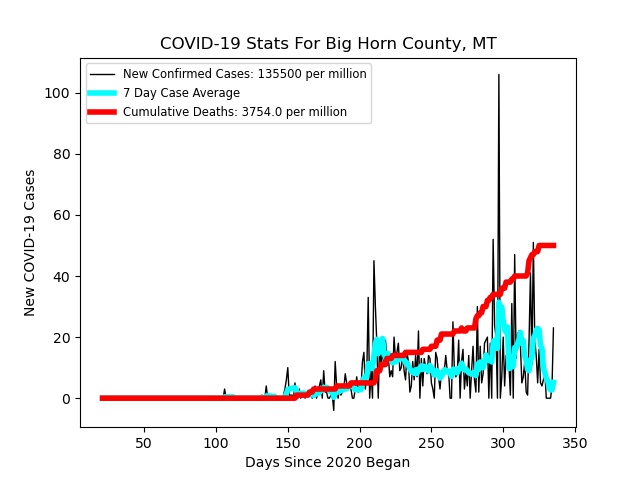 COVID-19 Stats For Big Horn County, MT
New Confirmed Cases: 135500 per million
7 Day Case Average
Cumulative Deaths: 3754.0 per million
New COVID-19 Cases
100
80
60
40
20
0
50 100 150 200 250 300 350
Days Since 2020 Began